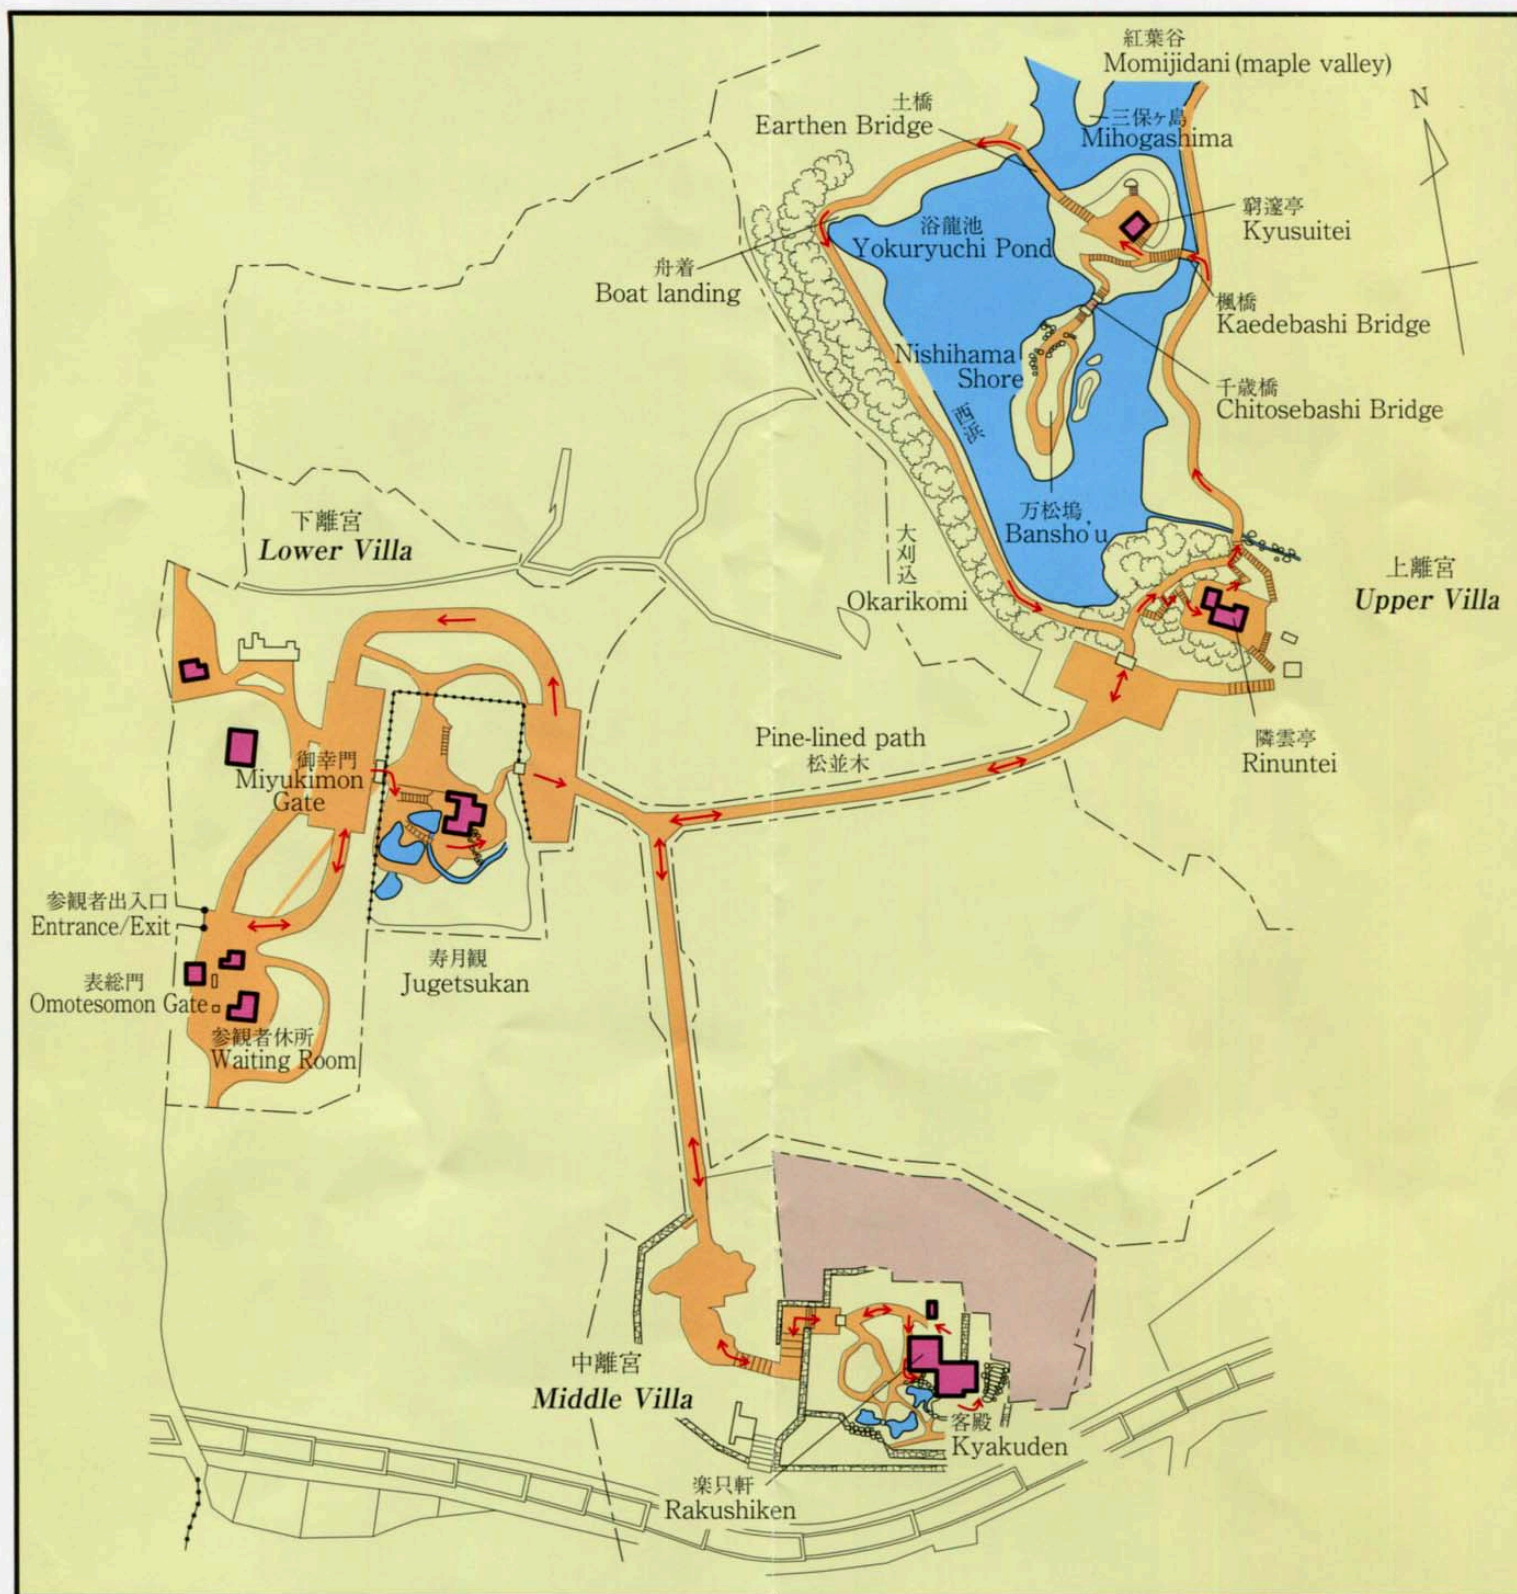 紅葉谷
Momijidani (maple valley)
N
土橋
Earthen Bridge
三保ヶ島
Mihogashima
窮邃亭
Kyusuitei
浴龍池
Yokuryuchi Pond
舟着
Boat landing
楓橋
Kaedebashi Bridge
Nishihama
Shore
西浜
千歳橋
Chitosebashi Bridge
万松塢
Bansho'u
下離宮
Lower Villa
大刈込
Okarikomi
上離宮
Upper Villa
Pine-lined path
松並木
隣雲亭
Rinuntei
御幸門
Miyukimon
Gate
参観者出入口
Entrance/Exit
寿月観
Jugetsukan
表総門
Omotesomon Gate
参観者休所
Waiting Room
中離宮
Middle Villa
客殿
Kyakuden
楽只軒
Rakushiken